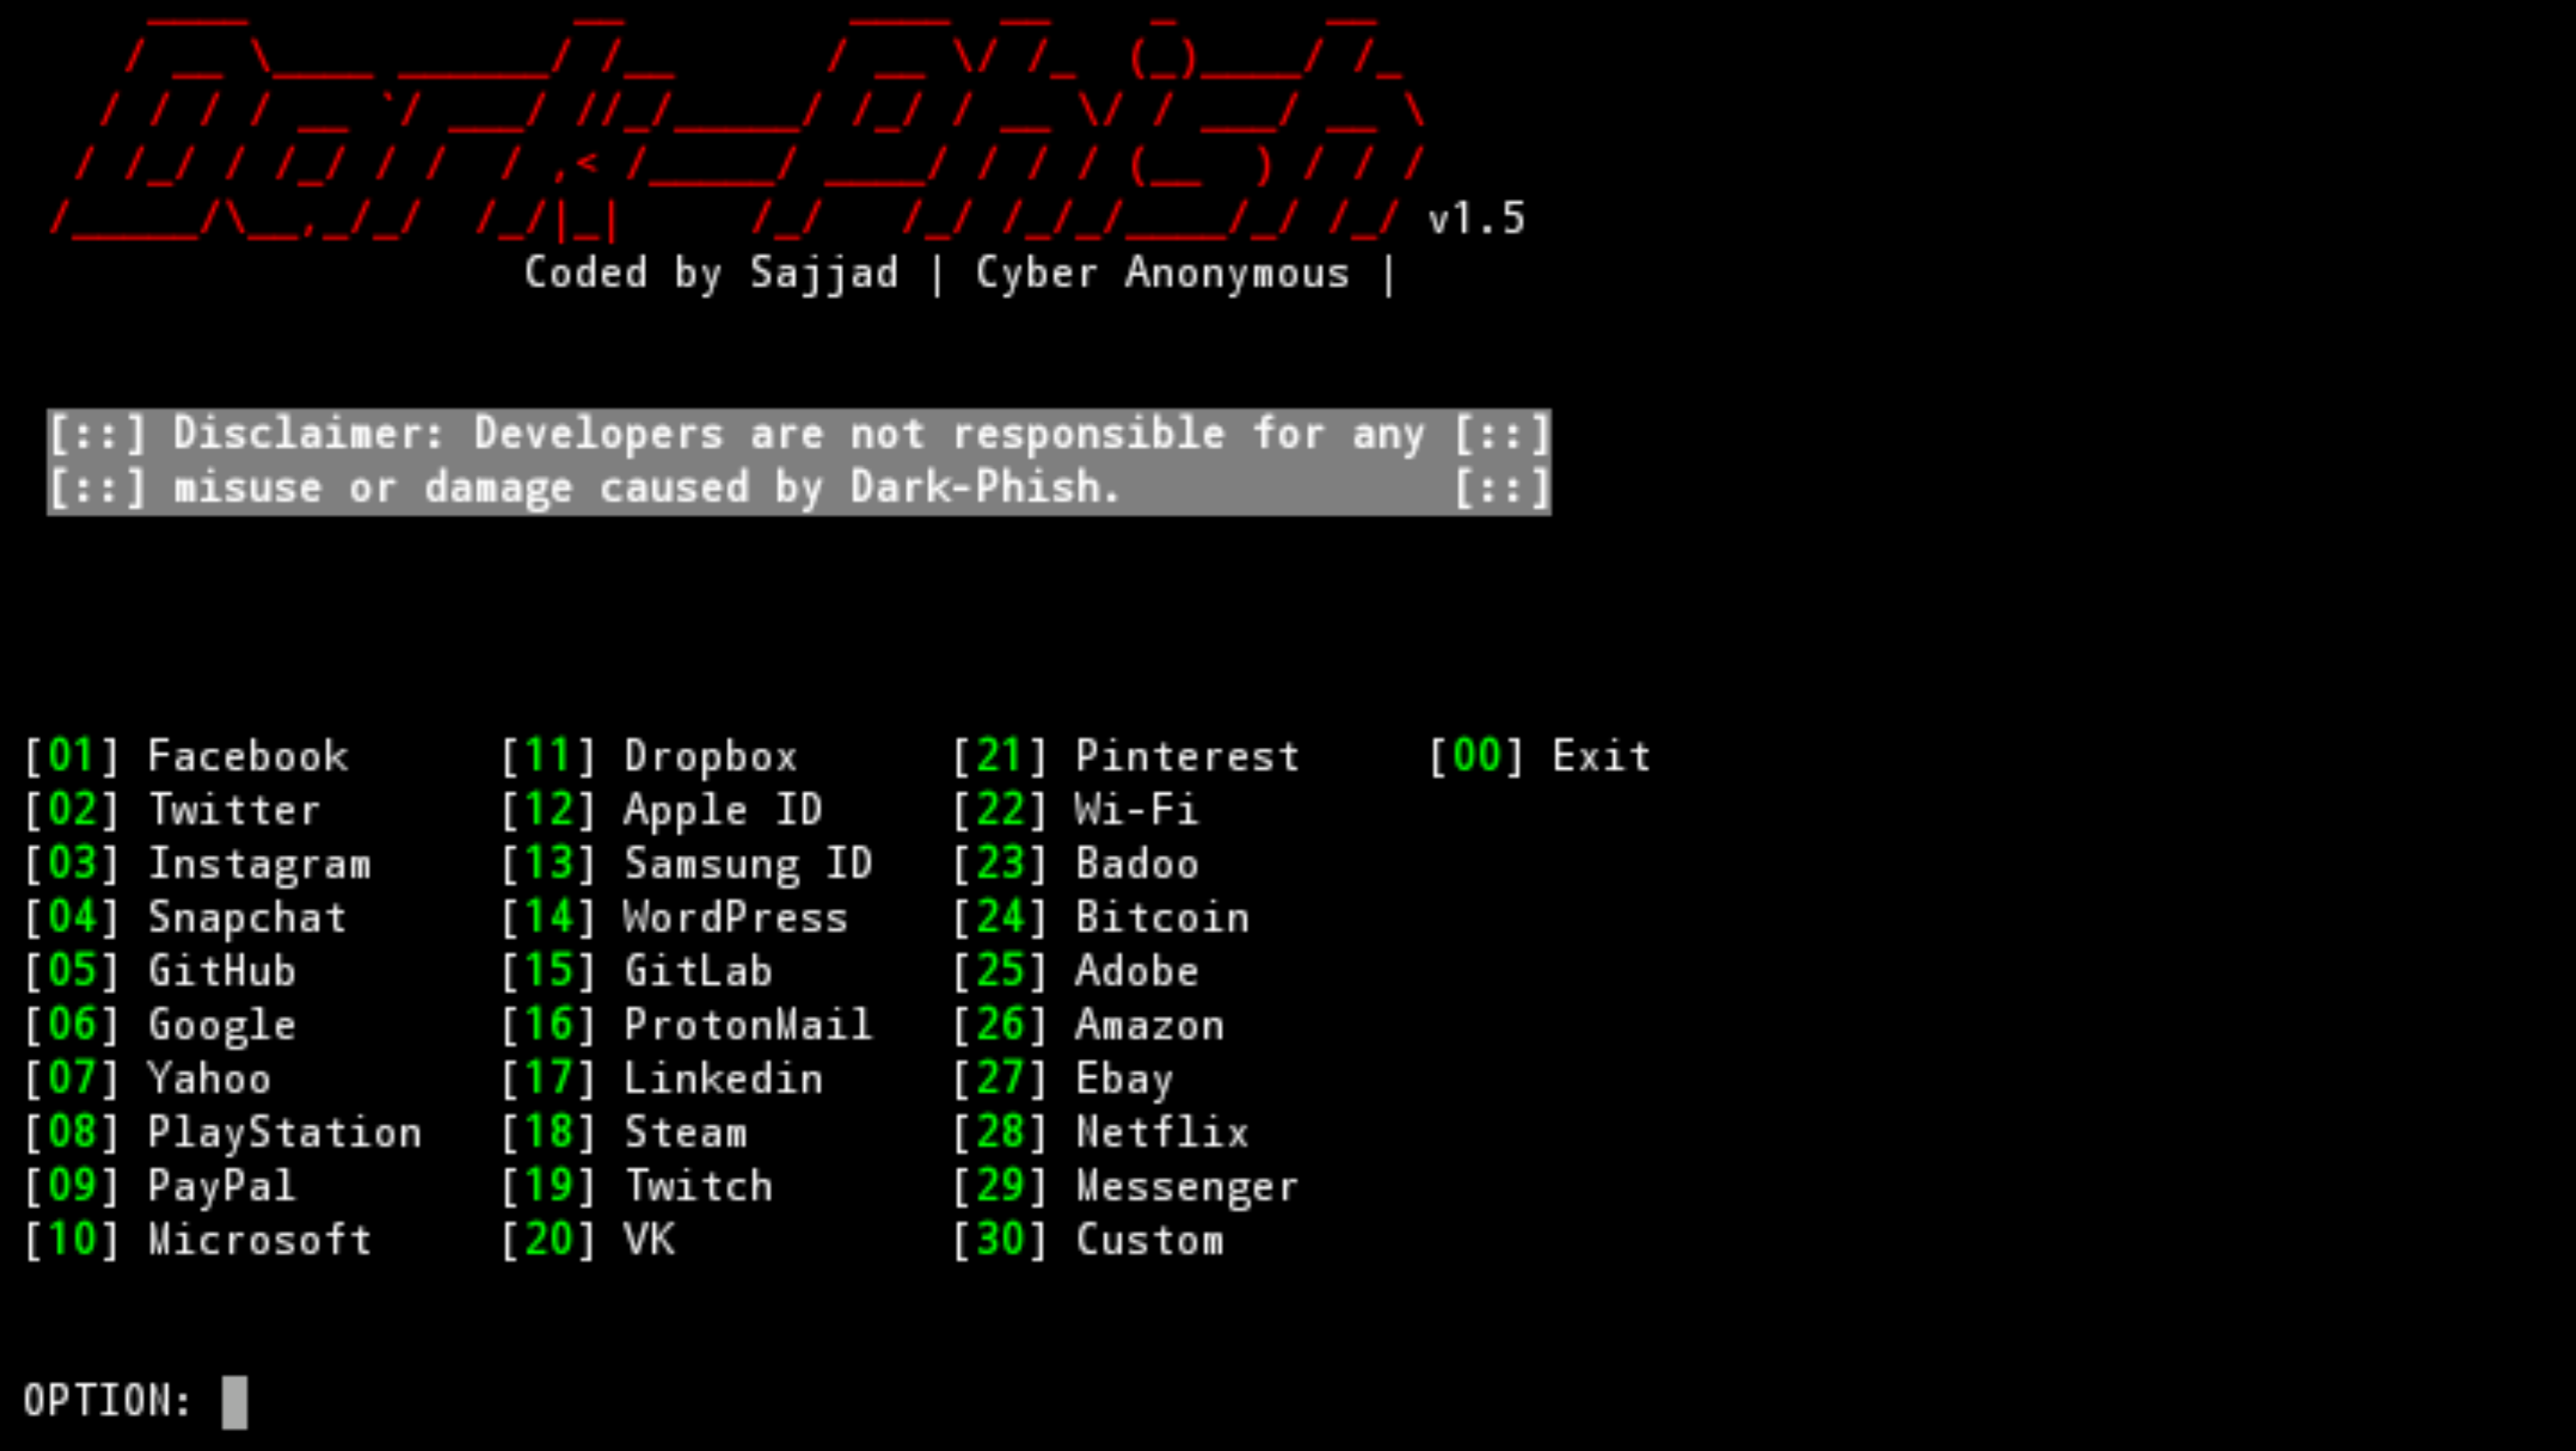 Dark-Phish v1.5
Coded by Sajjad | Cyber Anonymous |
[::] Disclaimer: Developers are not responsible for any [::]
[::] misuse or damage caused by Dark-Phish. [::]
[01] Facebook [11] Dropbox [21] Pinterest [00] Exit
[02] Twitter [12] Apple ID [22] Wi-Fi
[03] Instagram [13] Samsung ID [23] Badoo
[04] Snapchat [14] WordPress [24] Bitcoin
[05] GitHub [15] GitLab [25] Adobe
[06] Google [16] ProtonMail [26] Amazon
[07] Yahoo [17] Linkedin [27] Ebay
[08] PlayStation [18] Steam [28] Netflix
[09] PayPal [19] Twitch [29] Messenger
[10] Microsoft [20] VK [30] Custom
OPTION: